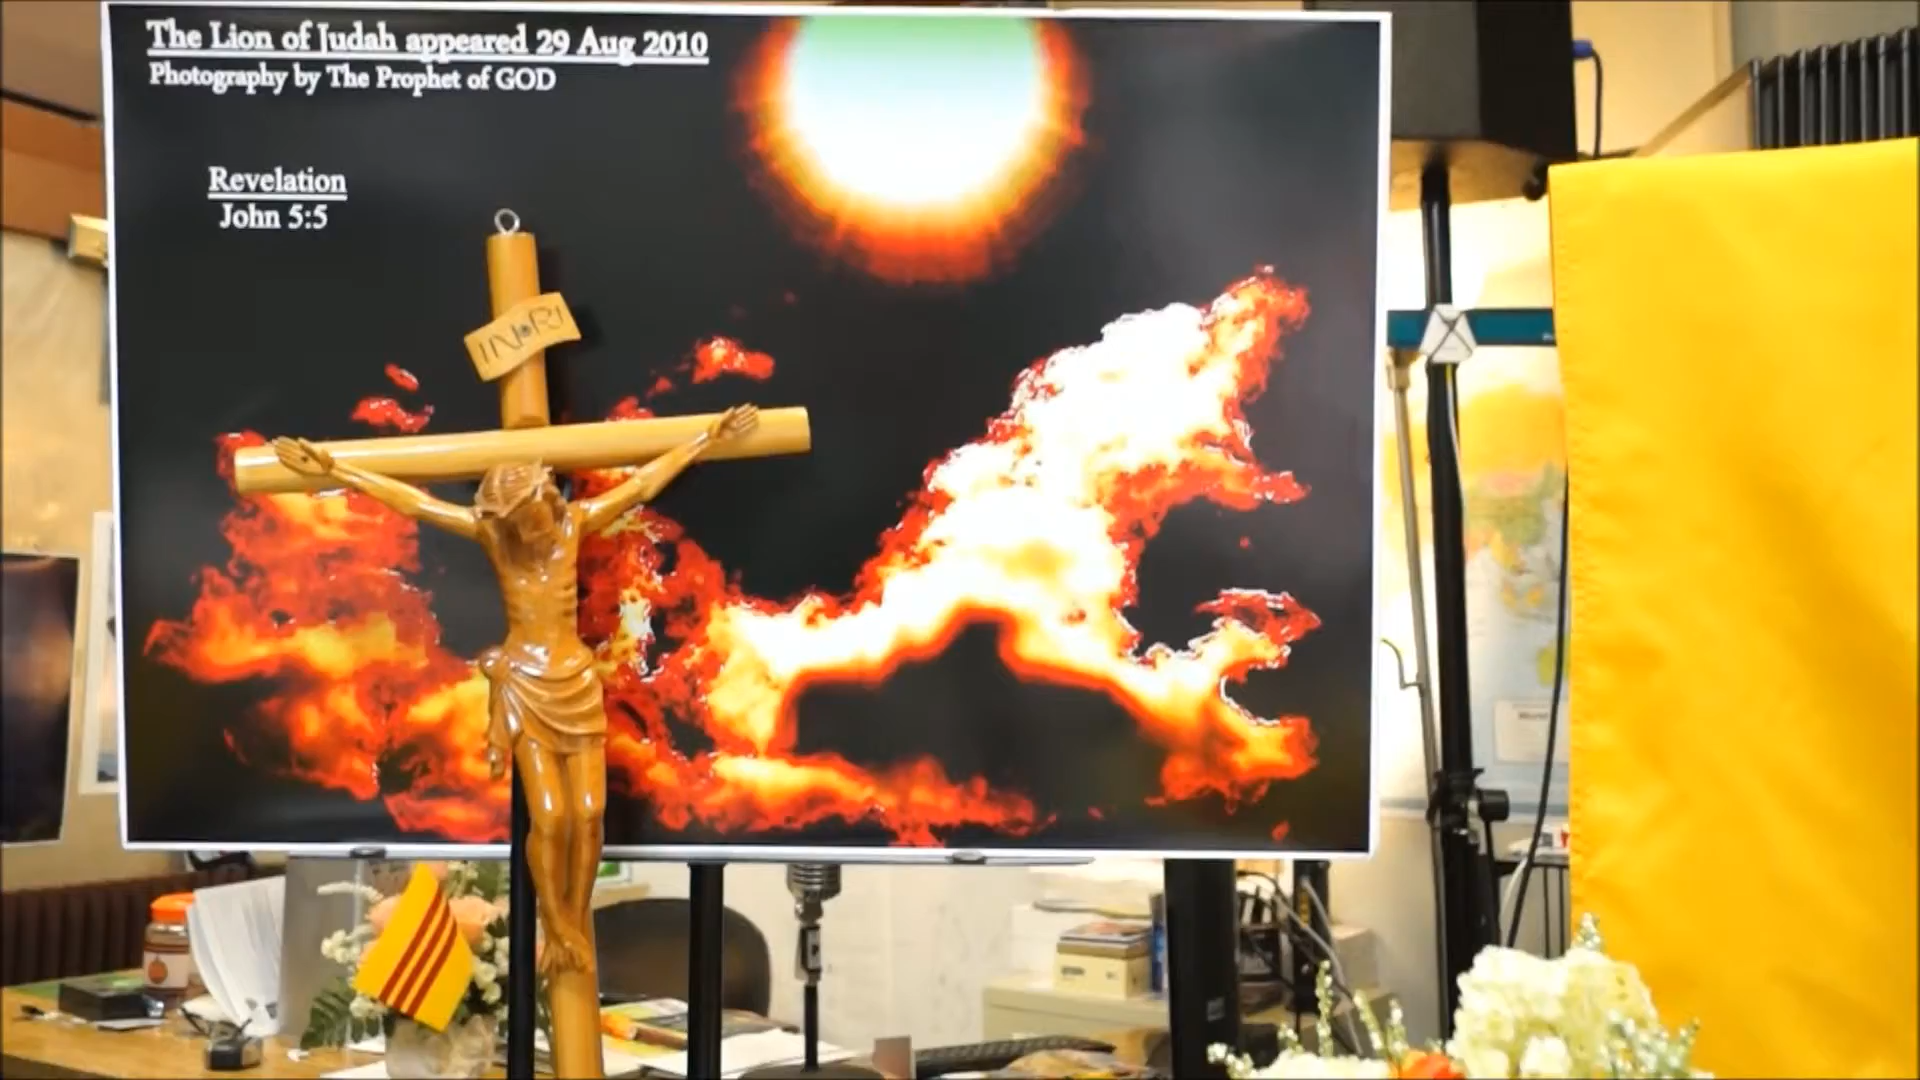 The Lion of Judah appeared 29 Aug 2010
Photography by The Prophet of GOD
Revelation
John 5:5
INRI
World